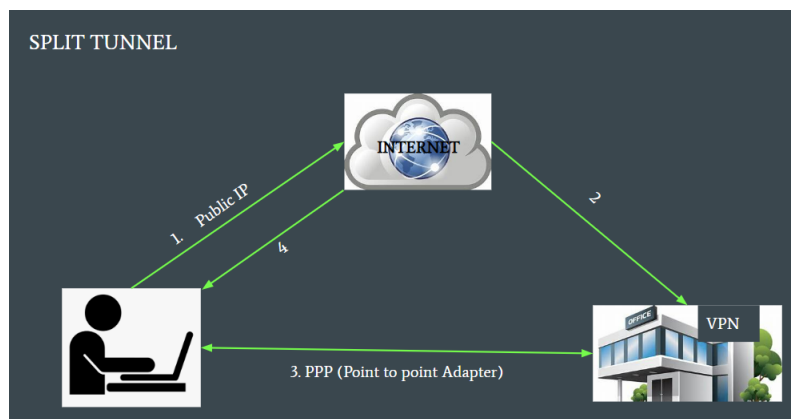 SPLIT TUNNEL
INTERNET
1. Public IP
2
4
OFFICE
VPN
3. PPP (Point to point Adapter)